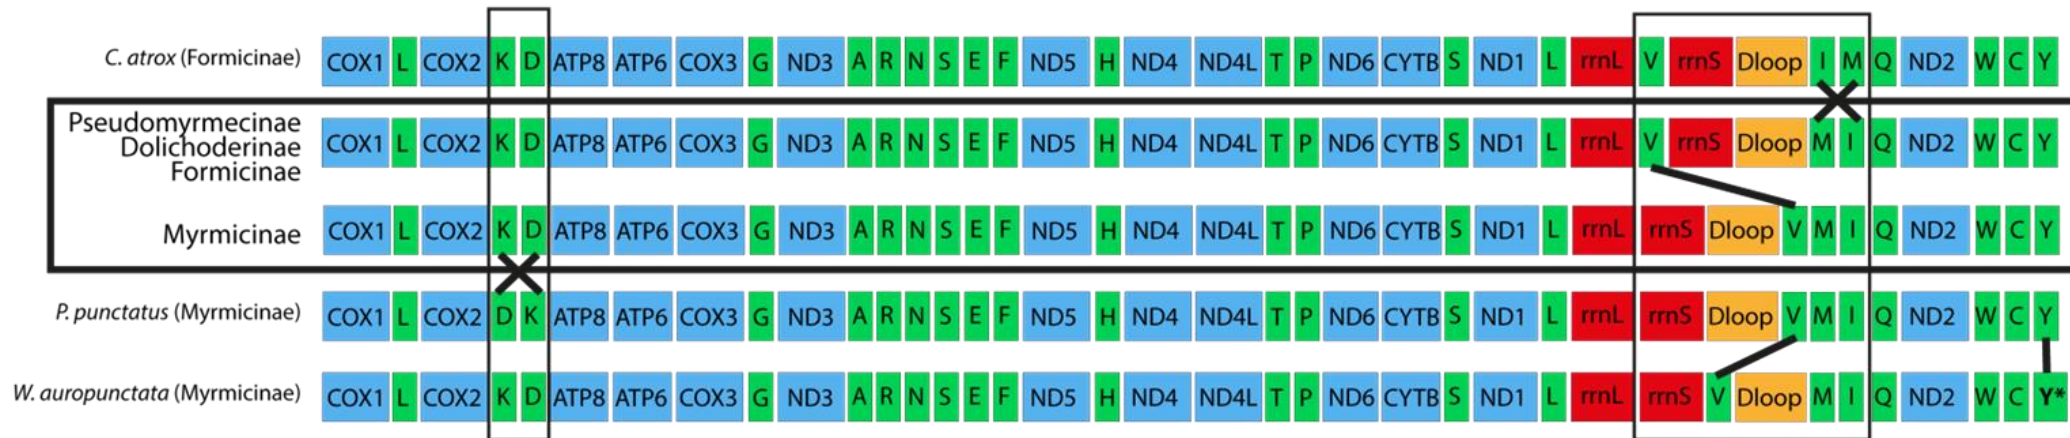 C. atrox (Formicinae) COX1 L COX2 K D ATP8 ATP6 COX3 G ND3 A R N S E F ND5 H ND4 ND4L T P ND6 CYTB S ND1 L rrnL V rrnS Dloop I M Q ND2 W C Y
Pseudomyrmecinae
Dolichoderinae COX1 L COX2 K D ATP8 ATP6 COX3 G ND3 A R N S E F ND5 H ND4 ND4L T P ND6 CYTB S ND1 L rrnL V rrnS Dloop M I Q ND2 W C Y
Formicinae
Myrmicinae COX1 L COX2 K D ATP8 ATP6 COX3 G ND3 A R N S E F ND5 H ND4 ND4L T P ND6 CYTB S ND1 L rrnL rrnS Dloop V M I Q ND2 W C Y
P. punctatus (Myrmicinae) COX1 L COX2 D K ATP8 ATP6 COX3 G ND3 A R N S E F ND5 H ND4 ND4L T P ND6 CYTB S ND1 L rrnL rrnS Dloop V M I Q ND2 W C Y
W. auropunctata (Myrmicinae) COX1 L COX2 K D ATP8 ATP6 COX3 G ND3 A R N S E F ND5 H ND4 ND4L T P ND6 CYTB S ND1 L rrnL rrnS V Dloop M I Q ND2 W C Y*